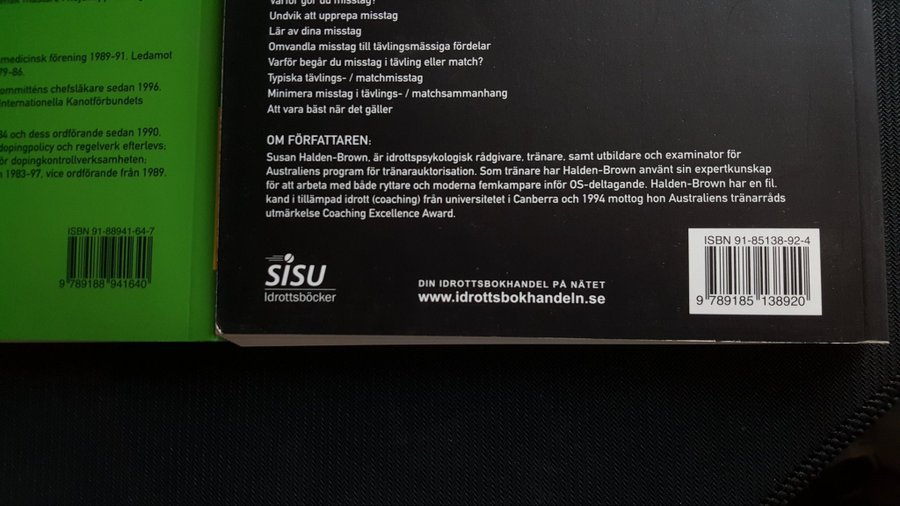 medicinsk förening 1989-91. Ledamot
79-86.
ommitténs chefsläkare sedan 1996.
nternationella Kanotförbundets
84 och dess ordförande sedan 1990.
dopingpolicy och regelverk efterlevs;
ör dopingkontrollverksamheten;
n 1983-97, vice ordförande från 1989.
ISBN 91-88941-64-7
9 789188 941640
Varför gör du misstag?
Undvik att upprepa misstag
Lär av dina misstag
Omvandla misstag till tävlingsmässiga fördelar
Varför begår du misstag i tävling eller match?
Typiska tävlings- / matchmisstag
Minimera misstag i tävlings- / matchsammanhang
Att vara bäst när det gäller
OM FÖRFATTAREN:
Susan Halden-Brown, är idrottspsykologisk rådgivare, tränare, samt utbildare och examinator för
Australiens program för tränarauktorisation. Som tränare har Halden-Brown använt sin expertkunskap
för att arbeta med både ryttare och moderna femkampare inför OS-deltagande. Halden-Brown har en fil.
kand i tillämpad idrott (coaching) från universitetet i Canberra och 1994 mottog hon Australiens tränarråds
utmärkelse Coaching Excellence Award.
SISU
Idrottsböcker
DIN IDROTTSBOKHANDEL PÅ NÄTET
www.idrottsbokhandeln.se
ISBN 91-85138-92-4
9 789185 138920